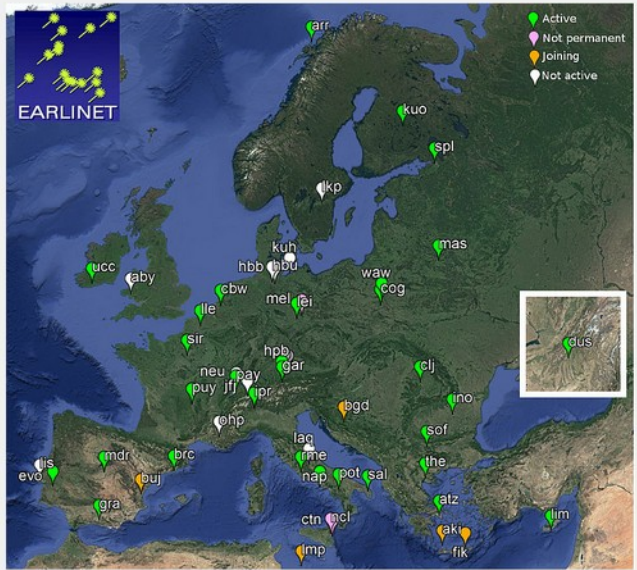 EARLINET
Active
Not permanent
Joining
Not active
arr
kuo
spl
lkp
mas
ucc
aby
kuh
hbb
hbu
cbw
waw
cog
mel
lei
lle
sir
dus
hpb
gar
neu
pay
jfj
ipr
puy
clj
ino
bgd
ohp
sof
laq
rme
lis
evo
mdr
brc
buj
nap
pot
sal
the
gra
atz
ctn
ncl
aki
fik
lim
lmp